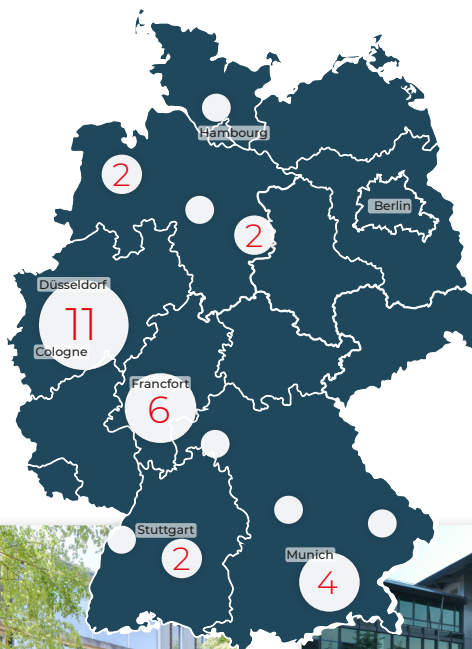 Hambourg
2
Berlin
2
Düsseldorf
11
Cologne
Francfort
6
Stuttgart
2
Munich
4